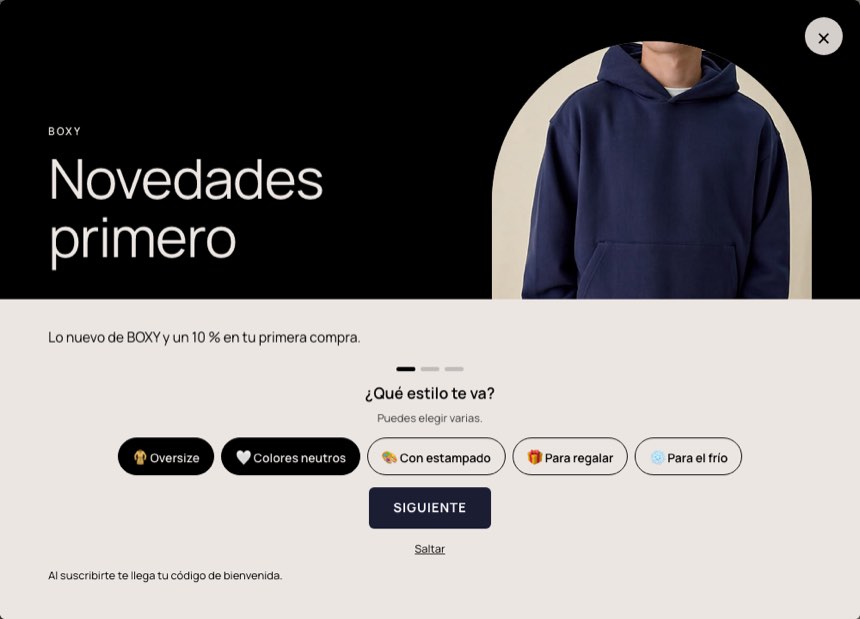 BOXY
Novedades
primero
Lo nuevo de BOXY y un 10 % en tu primera compra.
¿Qué estilo te va?
Puedes elegir varias.
Oversize
Colores neutros
Con estampado
Para regalar
Para el frío
SIGUIENTE
Saltar
Al suscribirte te llega tu código de bienvenida.